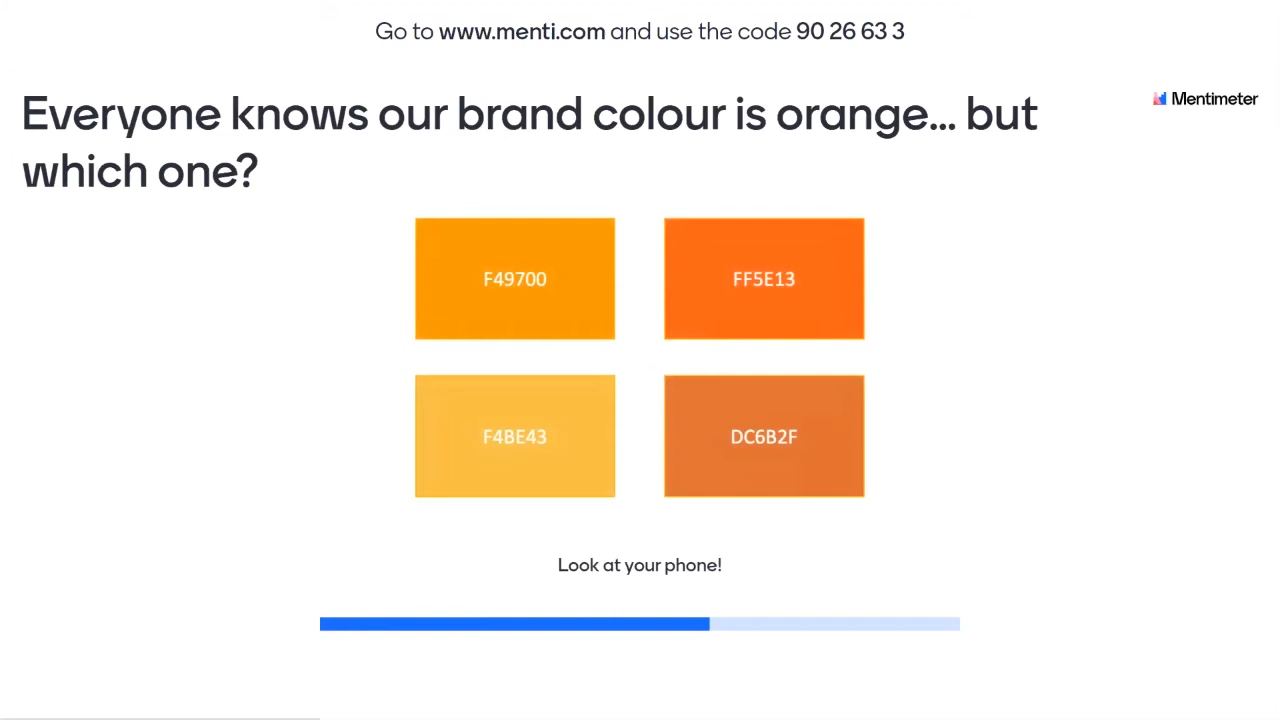 Go to www.menti.com and use the code 90 26 63 3
Everyone knows our brand colour is orange... but
which one?
Mentimeter
F49700
FF5E13
F4BE43
DC6B2F
Look at your phone!